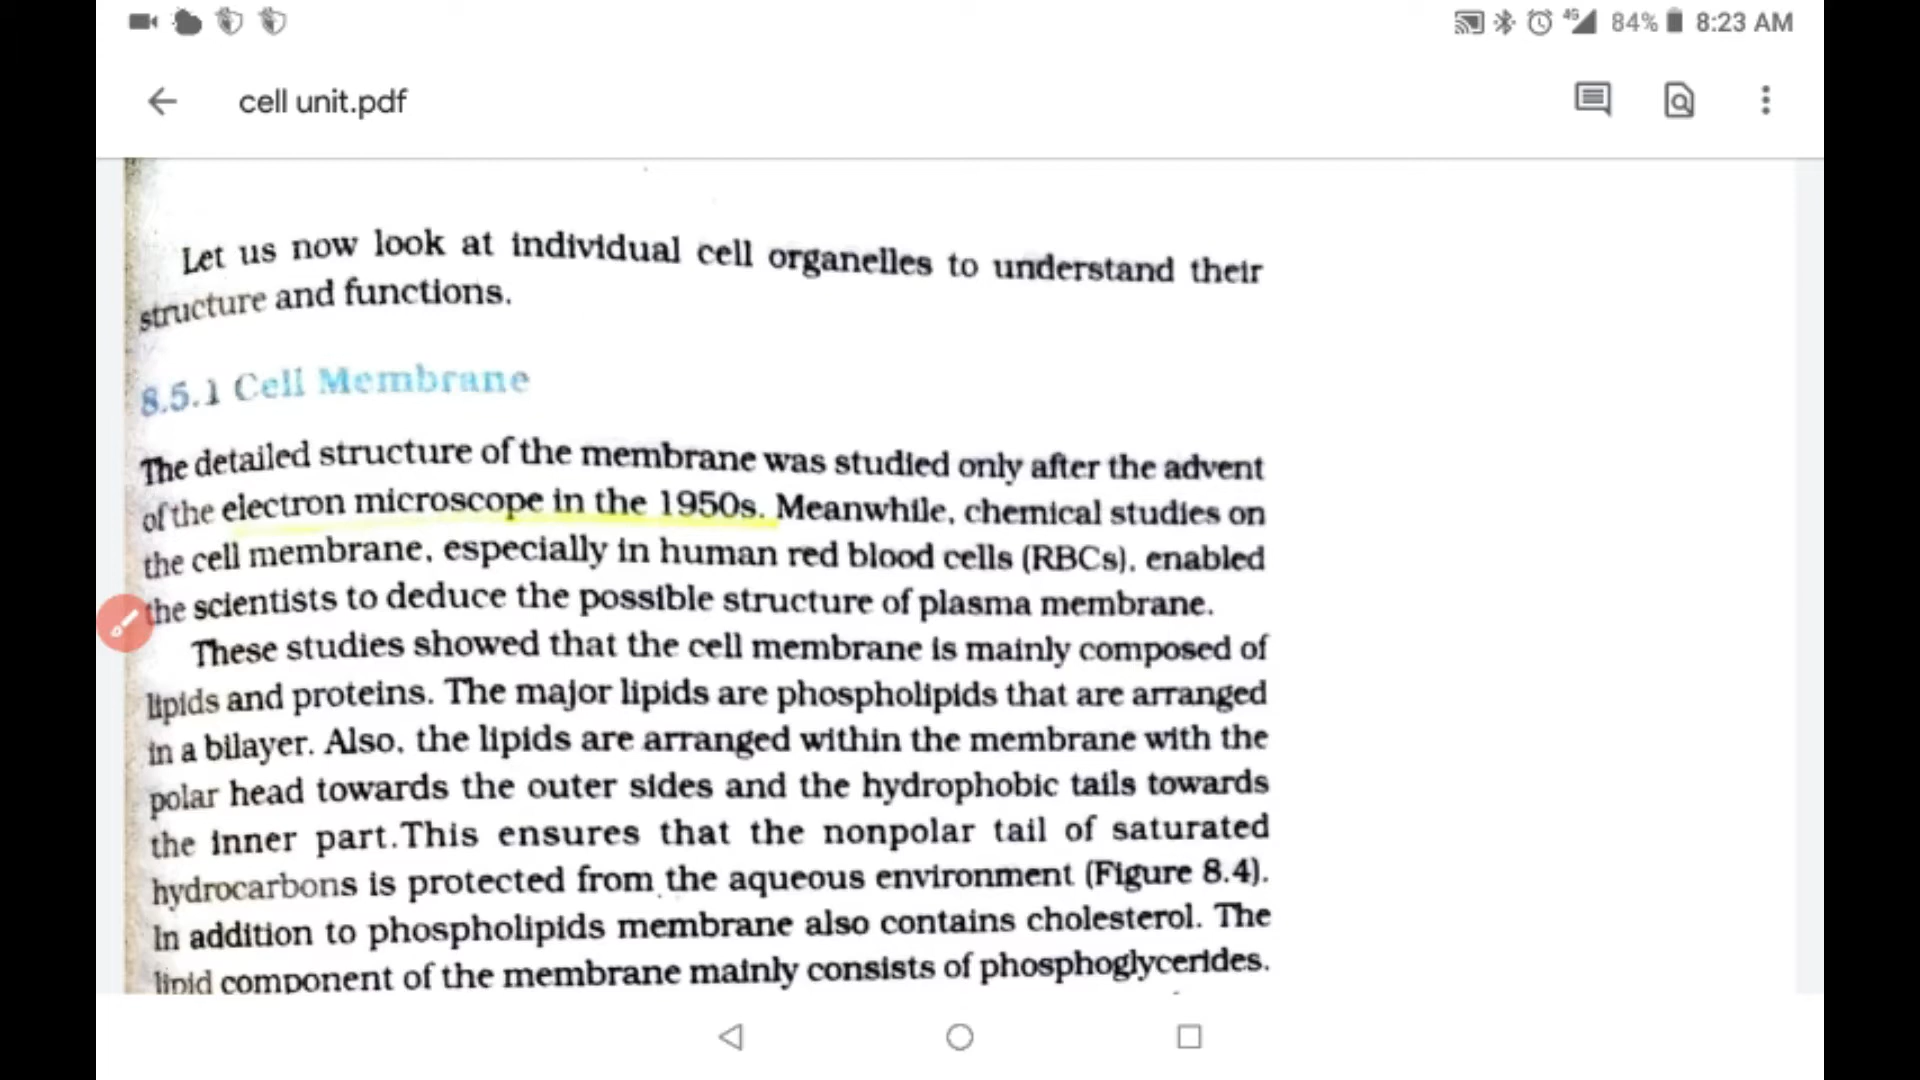 4G 84% 8:23 AM
cell unit.pdf
Let us now look at individual cell organelles to understand their
structure and functions.
8.5.1 Cell Membrane
The detailed structure of the membrane was studied only after the advent
of the electron microscope in the 1950s. Meanwhile, chemical studies on
the cell membrane, especially in human red blood cells (RBCs), enabled
the scientists to deduce the possible structure of plasma membrane.
These studies showed that the cell membrane is mainly composed of
lipids and proteins. The major lipids are phospholipids that are arranged
in a bilayer. Also, the lipids are arranged within the membrane with the
polar head towards the outer sides and the hydrophobic tails towards
the inner part.This ensures that the nonpolar tail of saturated
hydrocarbons is protected from the aqueous environment (Figure 8.4).
In addition to phospholipids membrane also contains cholesterol. The
lipid component of the membrane mainly consists of phosphoglycerides.